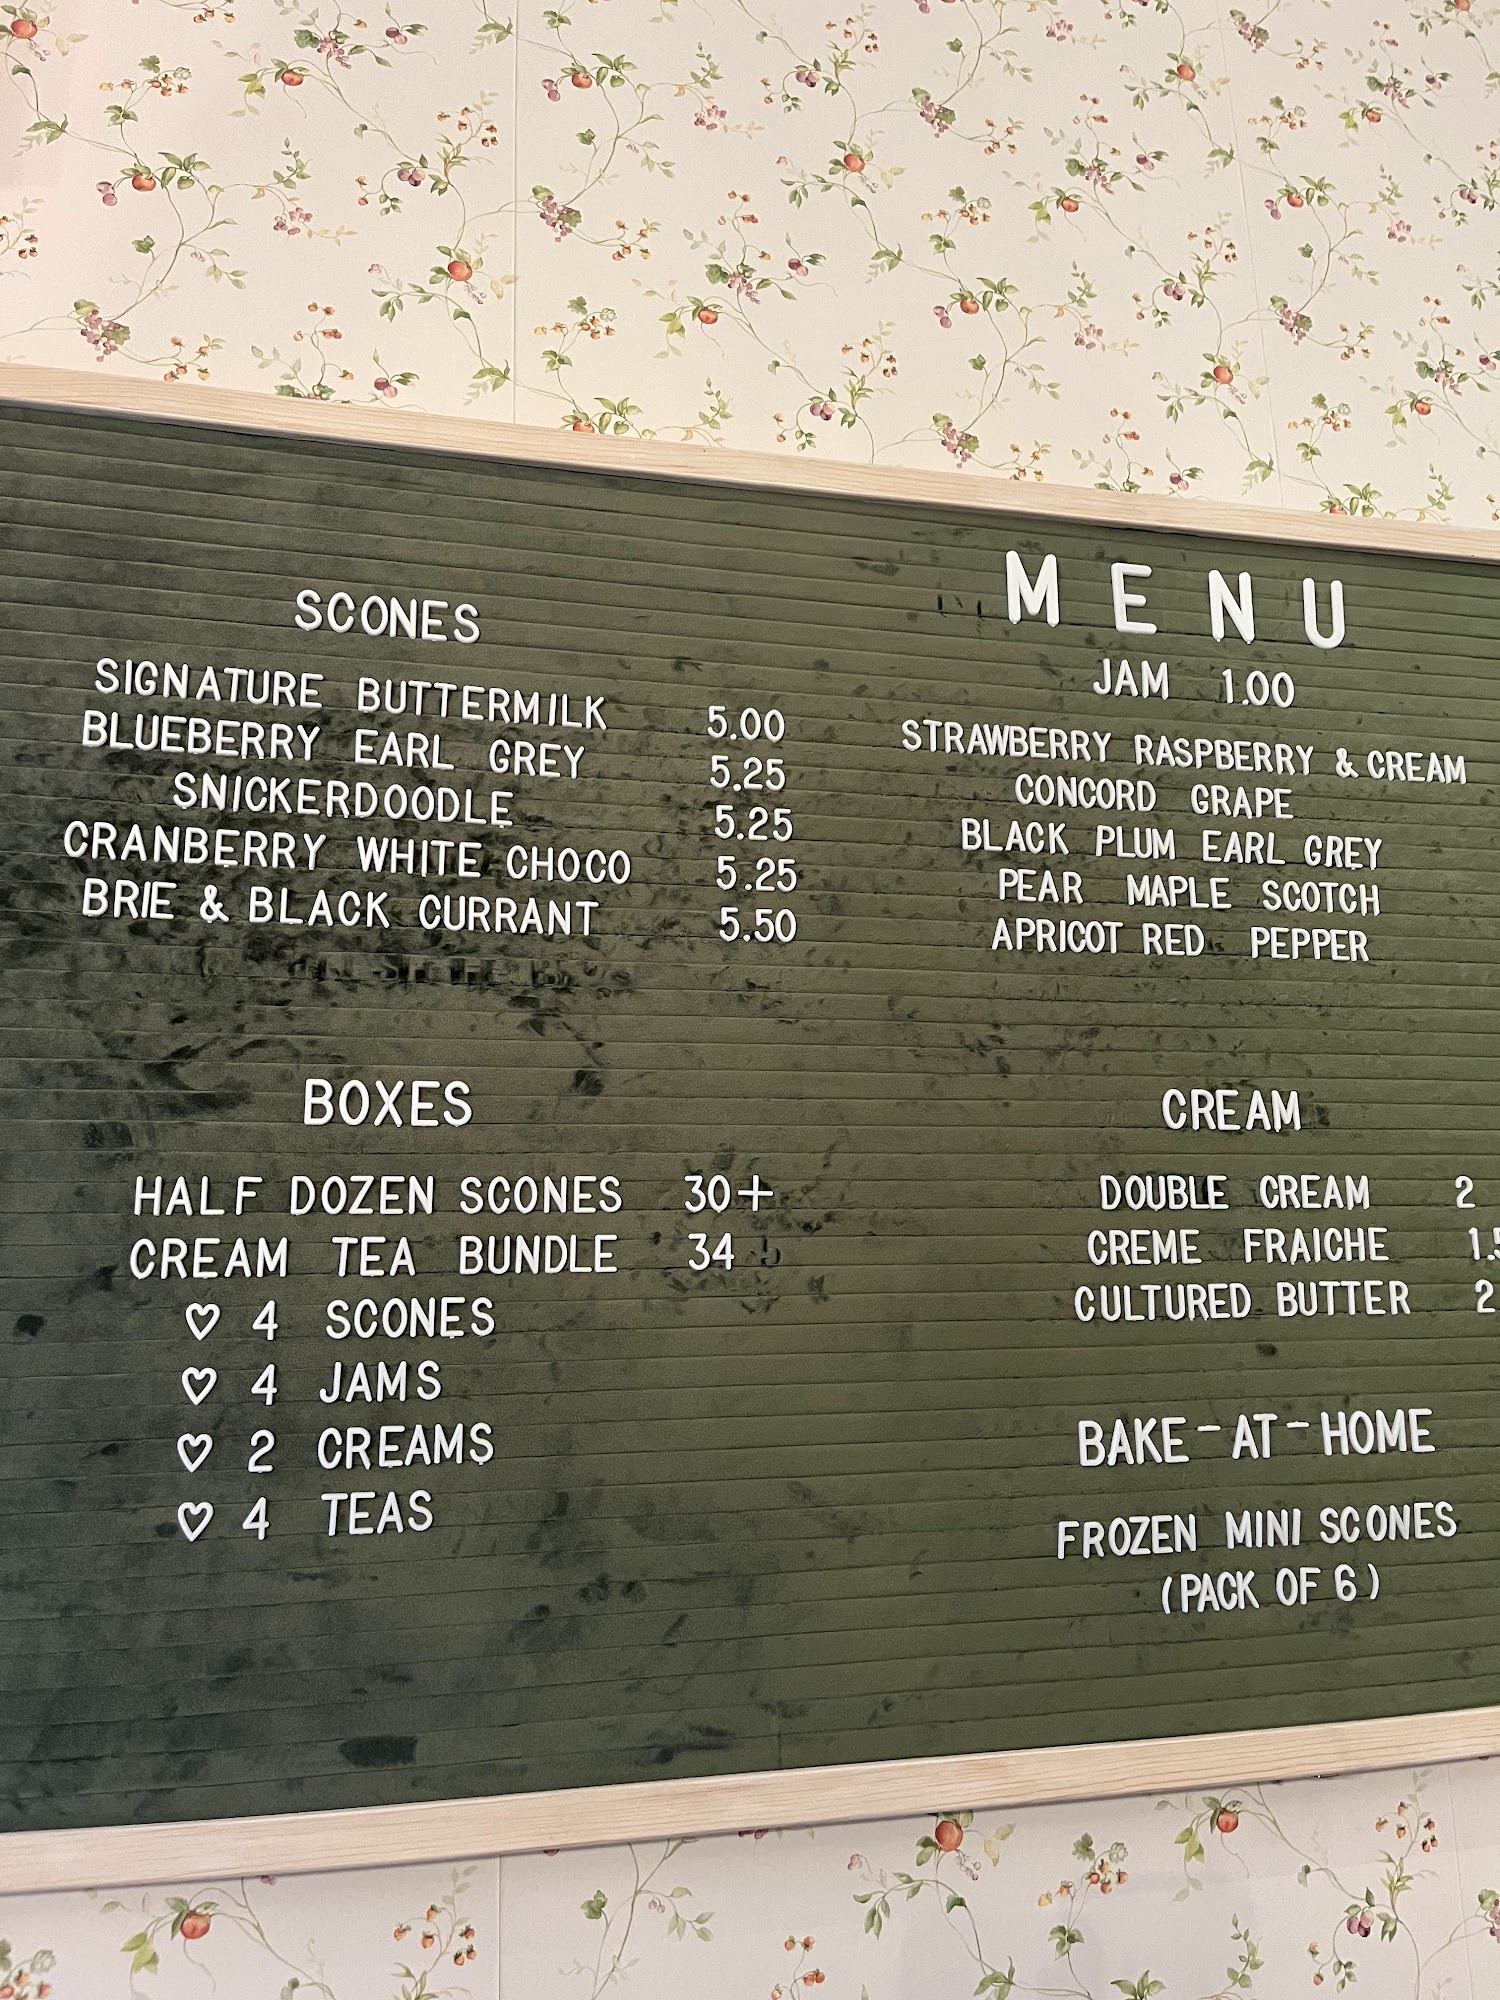 MENU
SCONES
SIGNATURE BUTTERMILK 5.00
BLUEBERRY EARL GREY 5.25
SNICKERDOODLE 5.25
CRANBERRY WHITE CHOCO 5.25
BRIE & BLACK CURRANT 5.50
BOXES
HALF DOZEN SCONES 30+
CREAM TEA BUNDLE 34
♡ 4 SCONES
♡ 4 JAMS
♡ 2 CREAMS
♡ 4 TEAS
JAM 1.00
STRAWBERRY RASPBERRY & CREAM
CONCORD GRAPE
BLACK PLUM EARL GREY
PEAR MAPLE SCOTCH
APRICOT RED PEPPER
CREAM
DOUBLE CREAM 2
CREME FRAICHE 1.5
CULTURED BUTTER 2
BAKE-AT-HOME
FROZEN MINI SCONES
(PACK OF 6)